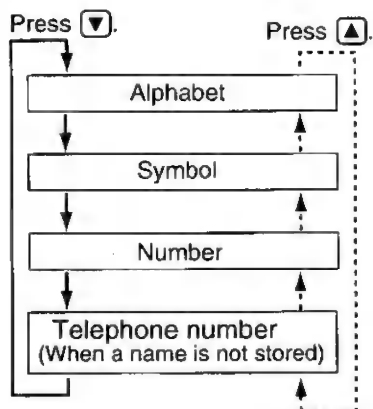 Press ▼.
Press ▲.
Alphabet
Symbol
Number
Telephone number
(When a name is not stored)